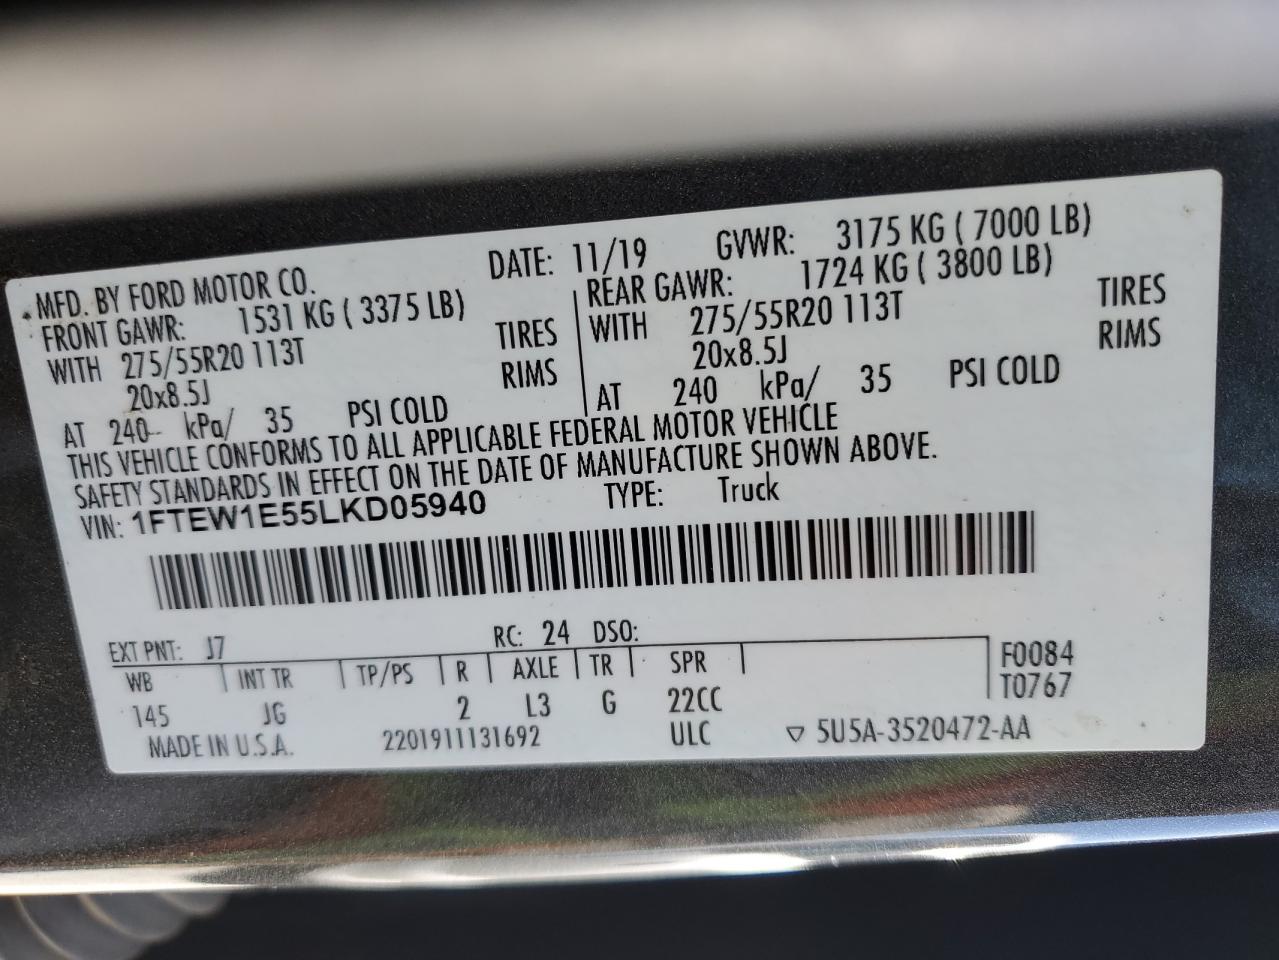 MFD. BY FORD MOTOR CO. DATE: 11/19 GVWR: 3175 KG ( 7000 LB)
FRONT GAWR: 1531 KG ( 3375 LB) REAR GAWR: 1724 KG ( 3800 LB)
WITH 275/55R20 113T TIRES WITH 275/55R20 113T TIRES
20x8.5J RIMS 20x8.5J RIMS
AT 240 kPa/ 35 PSI COLD AT 240 kPa/ 35 PSI COLD
THIS VEHICLE CONFORMS TO ALL APPLICABLE FEDERAL MOTOR VEHICLE
SAFETY STANDARDS IN EFFECT ON THE DATE OF MANUFACTURE SHOWN ABOVE.
VIN: 1FTEW1E55LKD05940 TYPE: Truck
EXT PNT: J7 RC: 24 DSO:
WB INT TR TP/PS R AXLE TR SPR F0084
145 JG 2 L3 G 22CC T0767
MADE IN U.S.A. 2201911131692 ULC ▽ 5U5A-3520472-AA